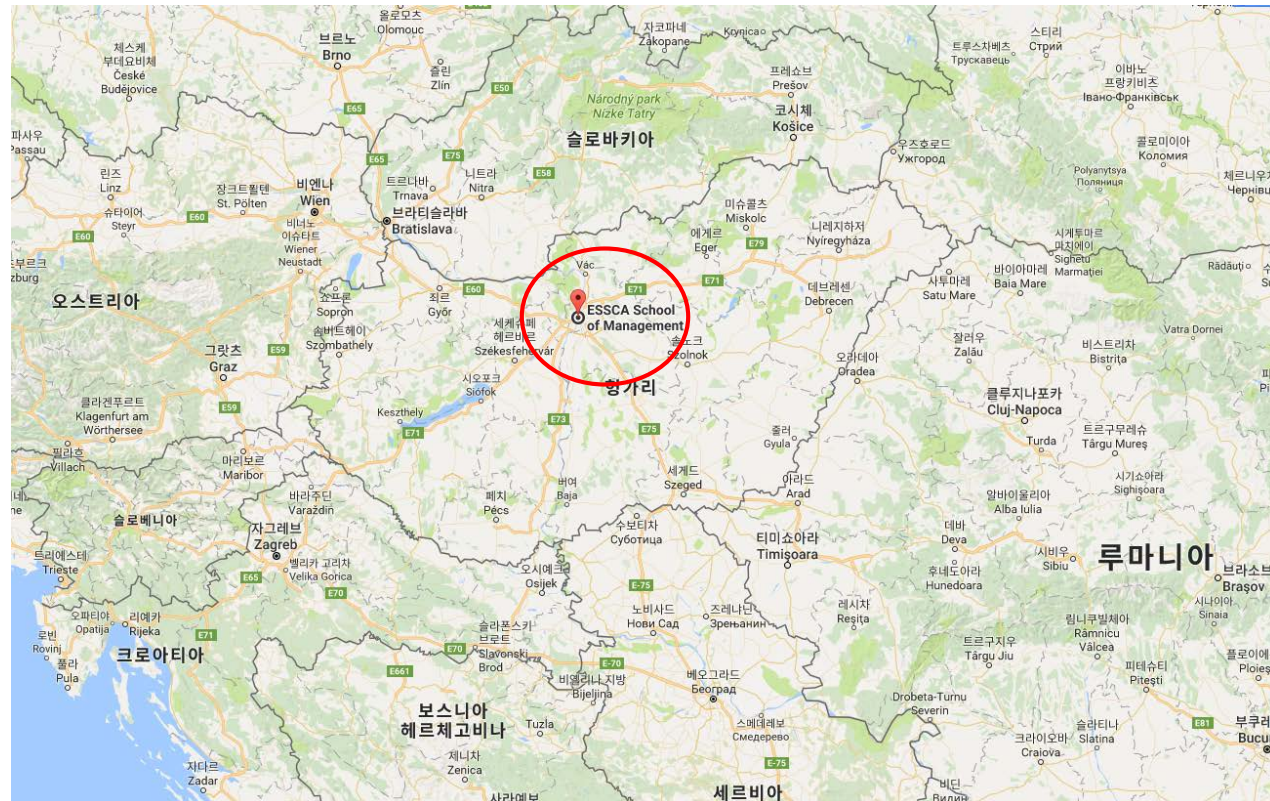 올로모츠
Olomouc
자코파네
Zakopane
Krynica
스티리
Стрий
트루스차베츠
Трускавець
브르노
Brno
체스케
부데요비체
České
Budějovice
즐린
Zlín
E50
프레쇼브
Prešov
이바노
프랑키비츠
Івано-Франківськ
Národný park
Nízke Tatry
코시체
Košice
E65
파사우
Passau
슬로바키아
우즈호로드
Ужгород
콜로미이아
Коломия
E65
E75
E58
린즈
Linz
장크트푈텐
St. Pölten
비엔나
Wien
트르나바
Trnava
니트라
Nitra
Polyanytsya
Поляниця
슈타이어
Steyr
E60
E60
비너노
이슈타트
Wiener
Neustadt
브라티슬라바
Bratislava
미슈콜츠
Miskolc
에게르
Eger
E79
니레지하저
Nyíregyháza
시게투마르
마치에이
Sighetu
Marmației
Vác
E71
E71
데브레센
Debrecen
사투마레
Satu Mare
바이아마레
Baia Mare
Rădăuți
오스트리아
쇼프론
Sopron
죄르
Győr
E60
ESSCA School
of Management
솜버트헤이
Szombathely
세케슈페
헤르바르
Székesfehérvár
솔노크
Szolnok
Vatra Dornei
그랏츠
Graz
E59
잘러우
Zalău
비스트리차
Bistrița
오라데아
Oradea
시오포크
Siófok
헝가리
클라겐푸르트
Klagenfurt am
Wörthersee
E59
Keszthely
E71
E73
E75
클루지나포카
Cluj-Napoca
줄러
Gyula
Turda
트르구무레슈
Târgu Mureș
필라흐
Villach
마리보르
Maribor
세게드
Szeged
아라드
Arad
시기쇼아라
Sighișoara
바라주딘
Varaždin
페치
Pécs
버여
Baja
알바이울리아
Alba Iulia
슬로베니아
자그레브
Zagreb
수보티차
Суботица
티미쇼아라
Timișoara
데바
Deva
시비우
Sibiu
루마니아
트리에스테
Trieste
벨리카 고리차
Velika Gorica
E65
E70
오시예크
Osijek
E-75
후네도아라
Hunedoara
브라쇼브
Brașov
오파티아
Opatija
리예카
Rijeka
E71
노비사드
Нови Сад
즈레냐닌
Зрењанин
레시차
Reșița
시나이아
Sinaia
로빈
Rovinj
슬라폰스키
브로트
Slavonski
Brod
E70
림니쿠빌체아
Râmnicu
Vâlcea
풀라
Pula
크로아티아
E661
E-70
비옐리나 지방
Bijeljina
베오그라드
Београд
트르구지우
Târgu Jiu
피테슈티
Pitești
Drobeta-Turnu
Severin
보스니아
헤르체고비나
Tuzla
스메데레보
Смедерево
크라이오바
Craiova
슬라티나
Slatina
E81
제니차
Zenica
E-75
자다르
Zadar
세르비아
비딘
Видин